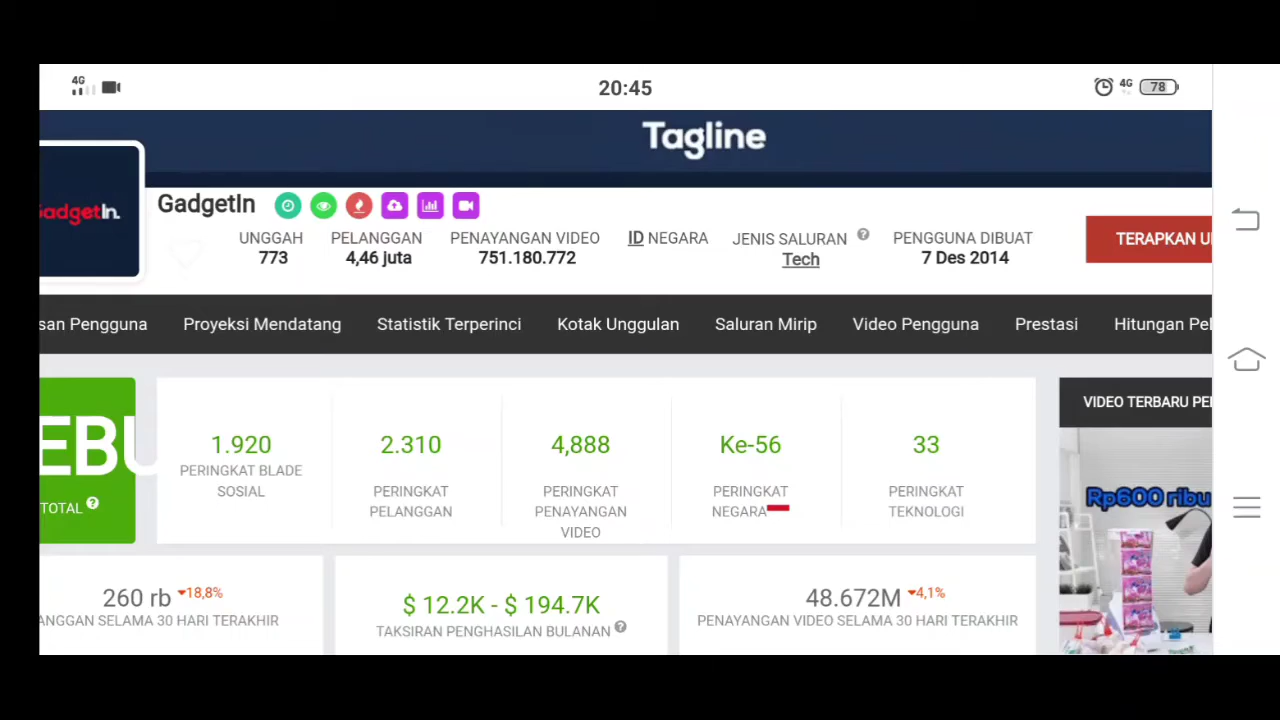 4G
20:45
4G
78
Tagline
GadgetIn.
GadgetIn
UNGGAH
773
PELANGGAN
4,46 juta
PENAYANGAN VIDEO
751.180.772
ID NEGARA
JENIS SALURAN
Tech
PENGGUNA DIBUAT
7 Des 2014
TERAPKAN U
san Pengguna
Proyeksi Mendatang
Statistik Terperinci
Kotak Unggulan
Saluran Mirip
Video Pengguna
Prestasi
Hitungan Pel
EBU
TOTAL
1.920
PERINGKAT BLADE
SOSIAL
2.310
PERINGKAT
PELANGGAN
4,888
PERINGKAT
PENAYANGAN
VIDEO
Ke-56
PERINGKAT
NEGARA
33
PERINGKAT
TEKNOLOGI
VIDEO TERBARU PE
Rp600 ribu
260 rb 18,8%
ANGGAN SELAMA 30 HARI TERAKHIR
$ 12.2K - $ 194.7K
TAKSIRAN PENGHASILAN BULANAN
48.672M 4,1%
PENAYANGAN VIDEO SELAMA 30 HARI TERAKHIR